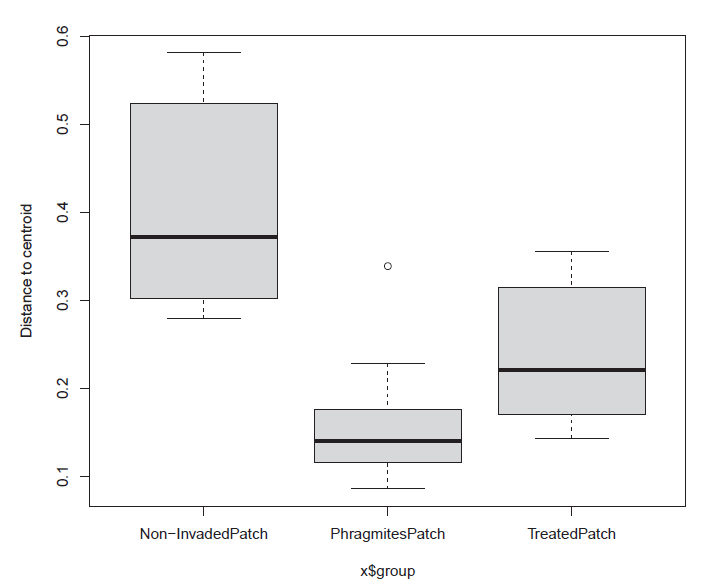 Distance to centroid
0.6
0.5
0.4
0.3
0.2
0.1
Non−InvadedPatch PhragmitesPatch TreatedPatch
x$group